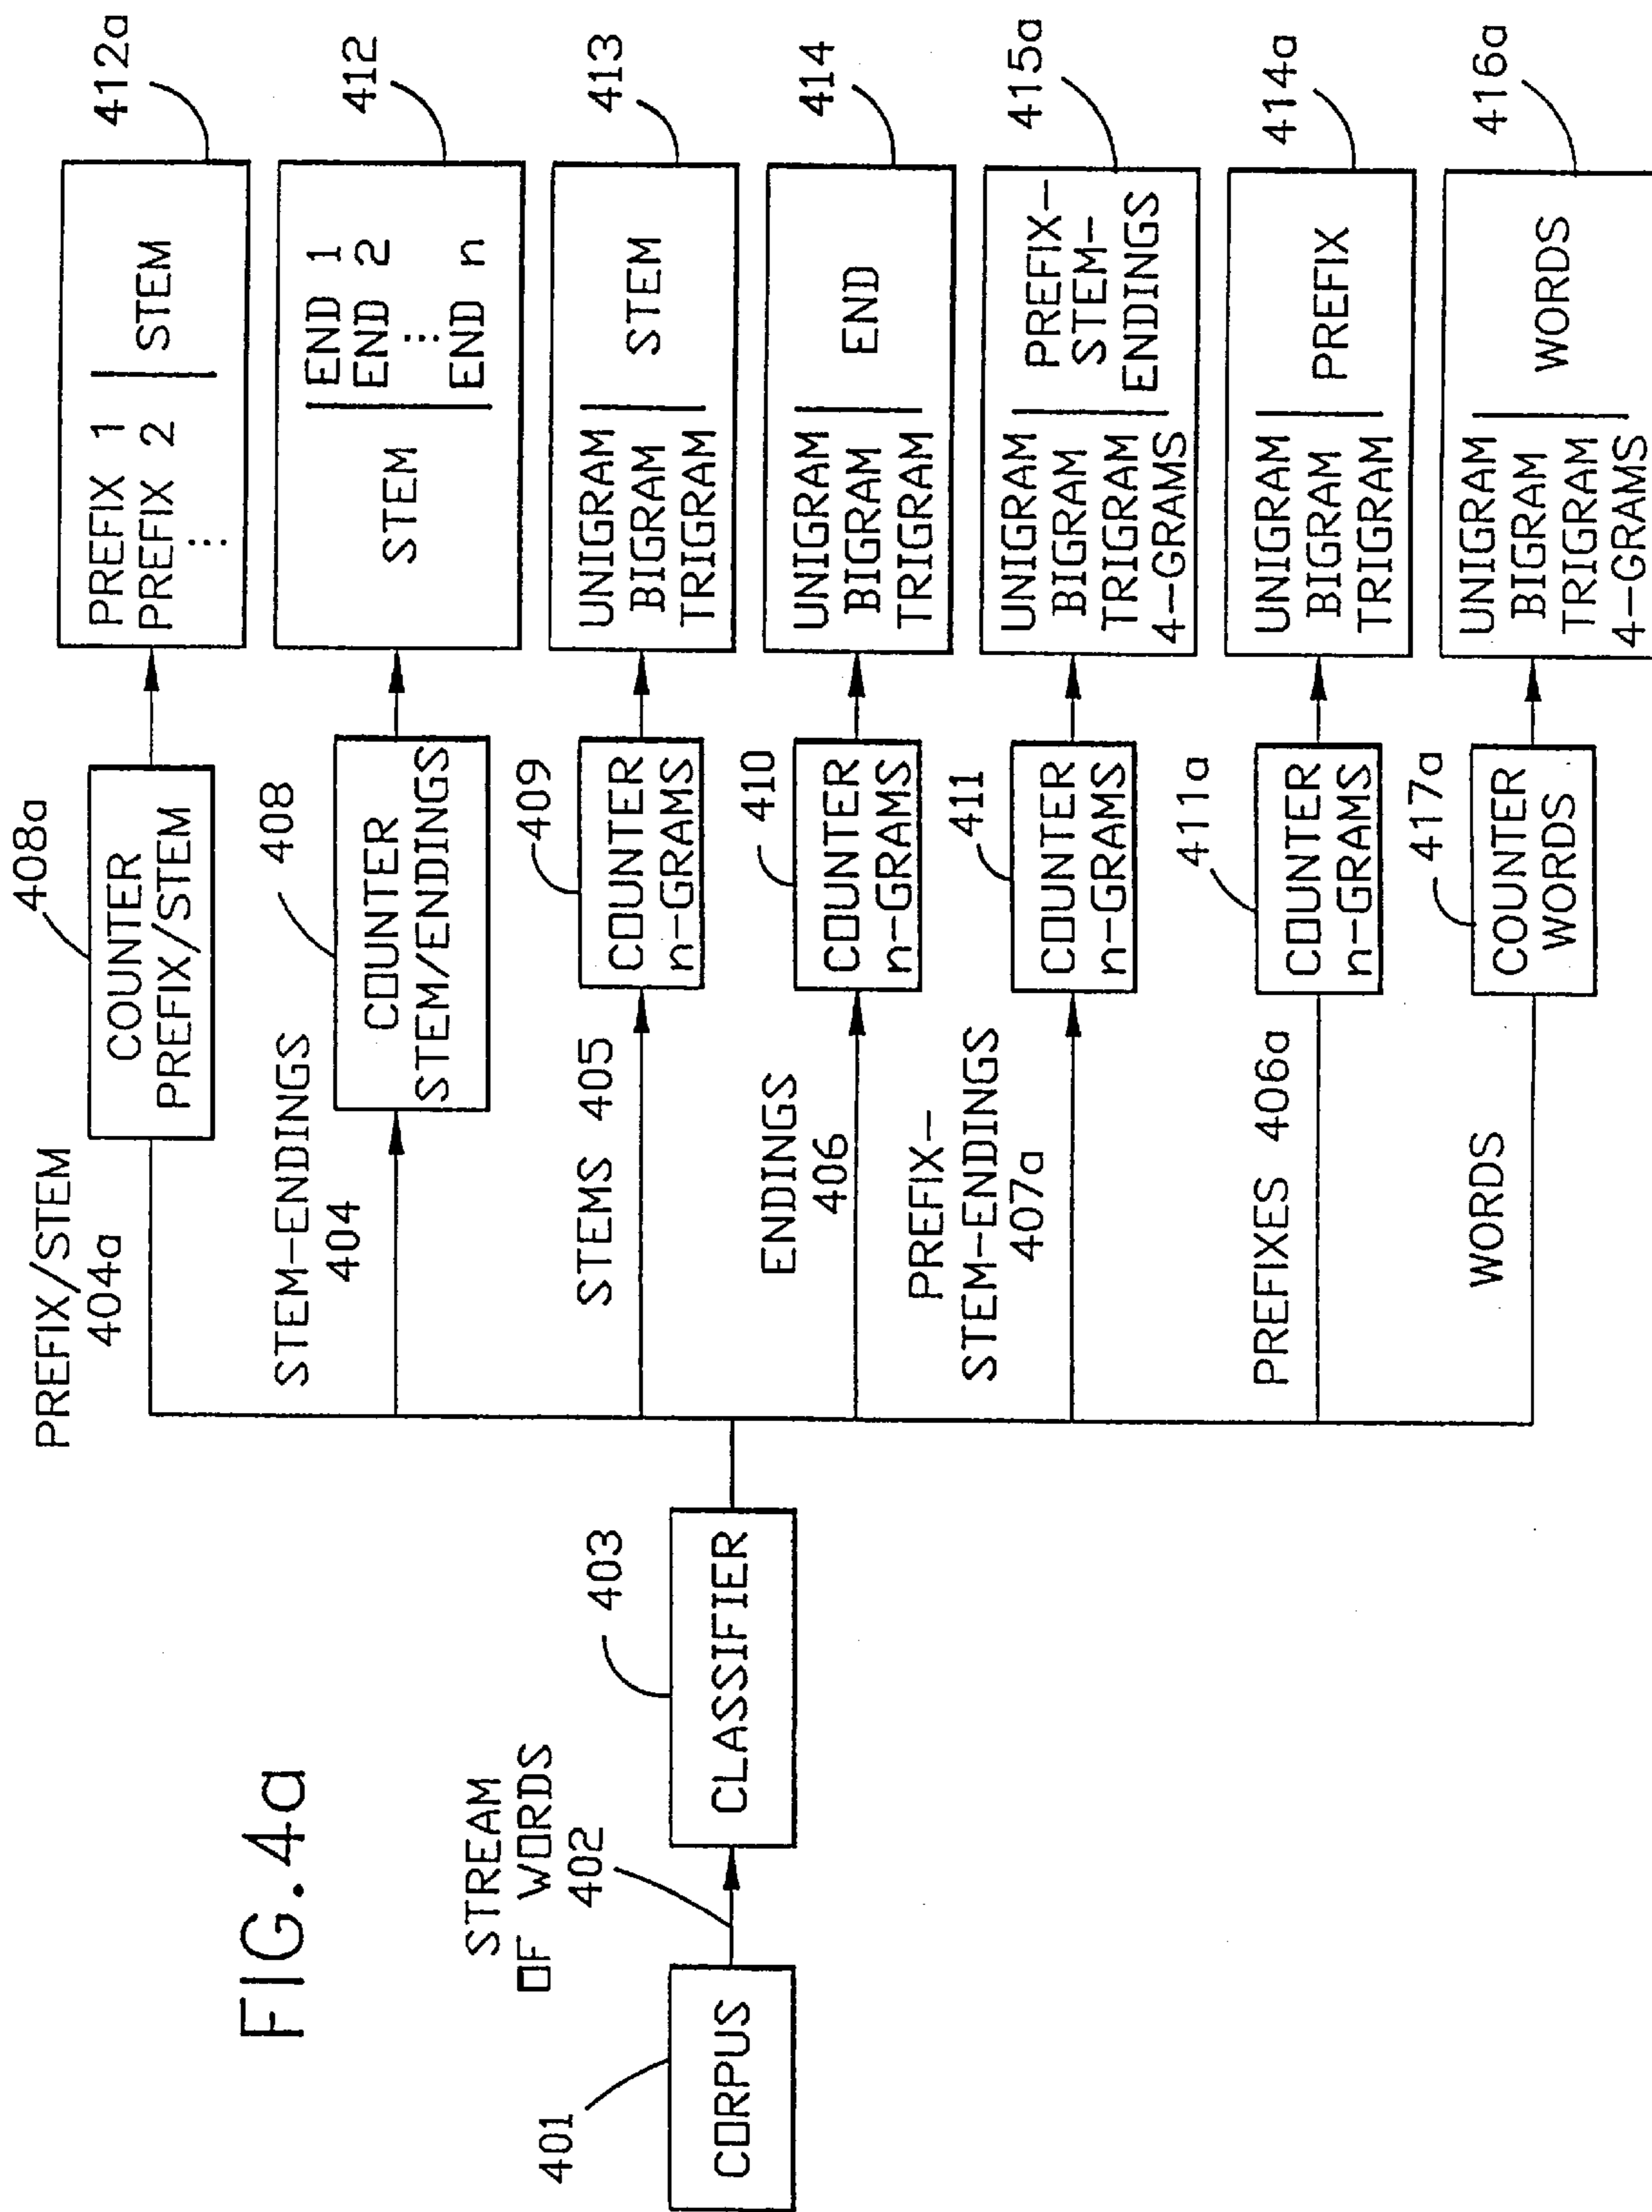 FIG.4a
401
CORPUS
STREAM
OF WORDS
402
403
CLASSIFIER
PREFIX/STEM
404a
408a
COUNTER
PREFIX/STEM
412a
PREFIX 1
PREFIX 2
⋮
STEM
STEM-ENDINGS
404
408
COUNTER
STEM/ENDINGS
412
STEM
END 1
END 2
⋮
END n
STEMS 405
409
COUNTER
n-GRAMS
413
UNIGRAM
BIGRAM
TRIGRAM
STEM
ENDINGS
406
410
COUNTER
n-GRAMS
414
UNIGRAM
BIGRAM
TRIGRAM
END
PREFIX-
STEM-ENDINGS
407a
411
COUNTER
n-GRAMS
415a
UNIGRAM
BIGRAM
TRIGRAM
4-GRAMS
PREFIX-
STEM-
ENDINGS
PREFIXES 406a
411a
COUNTER
n-GRAMS
414a
UNIGRAM
BIGRAM
TRIGRAM
PREFIX
WORDS
417a
COUNTER
WORDS
416a
UNIGRAM
BIGRAM
TRIGRAM
4-GRAMS
WORDS